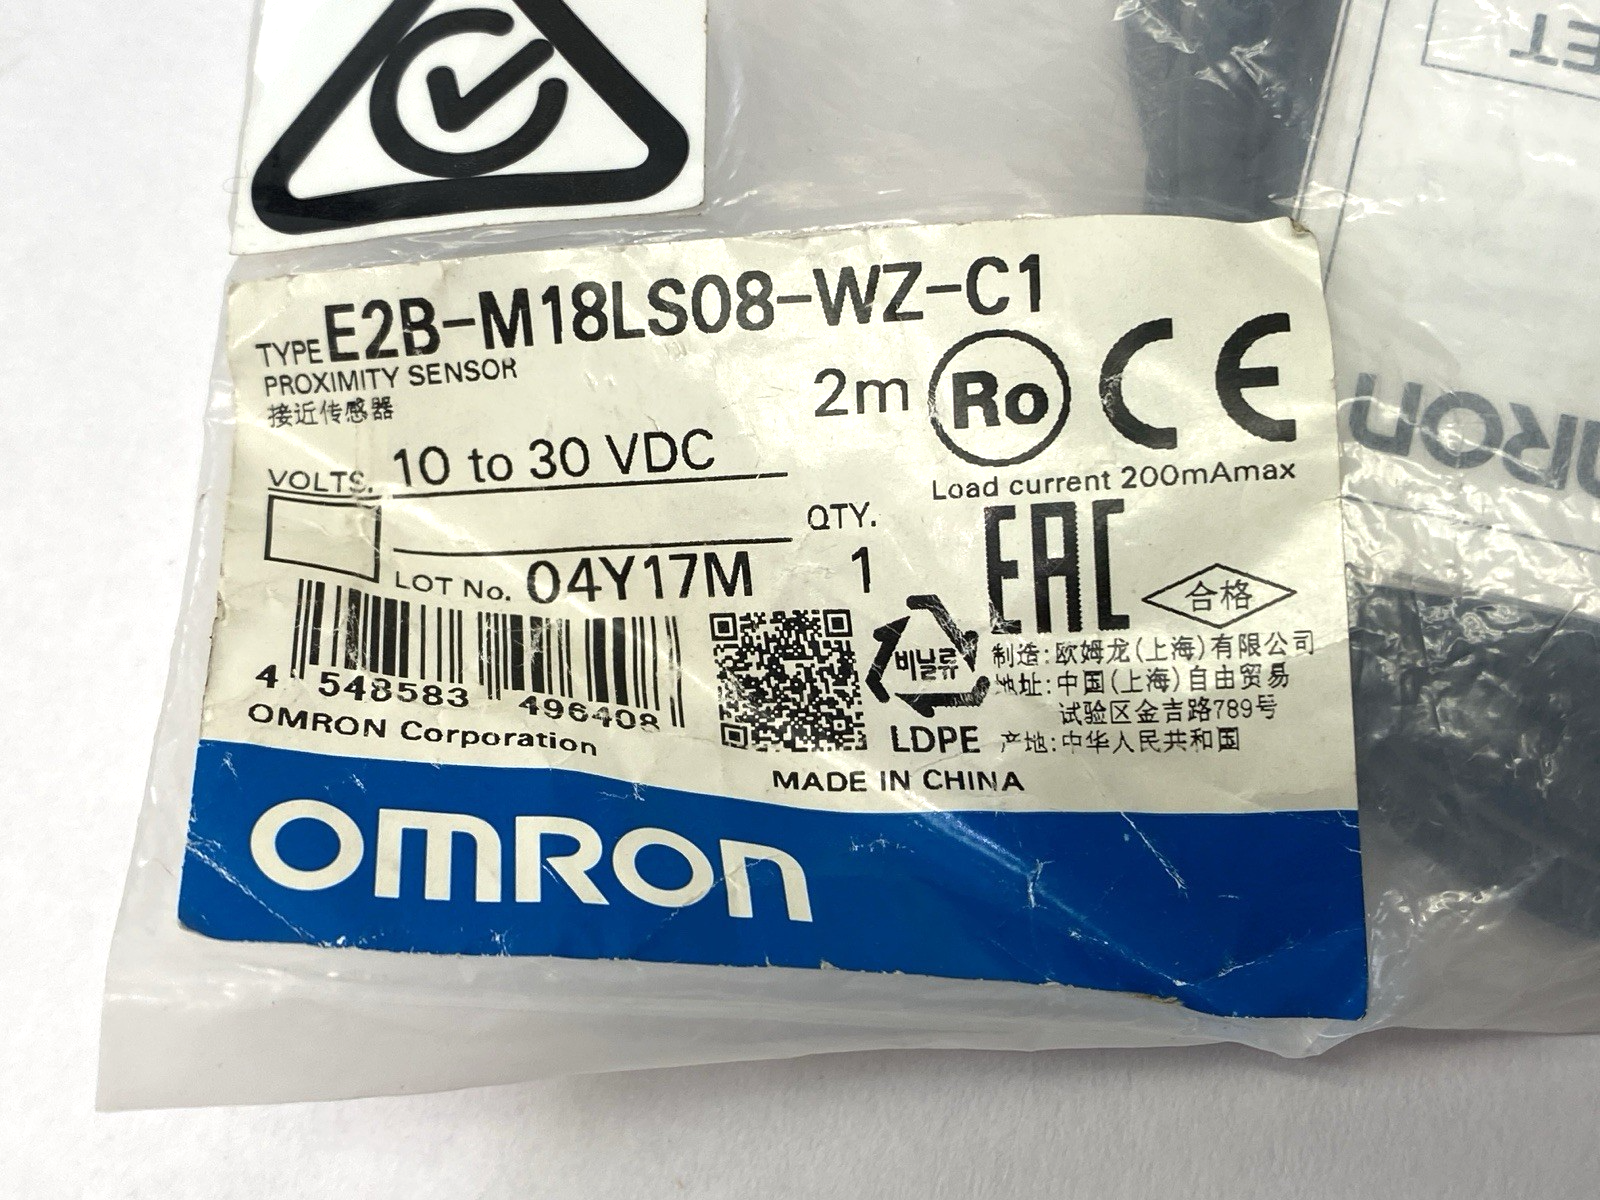 TYPE E2B-M18LS08-WZ-C1
PROXIMITY SENSOR
接近传感器
2m
Ro
CE
VOLTS. 10 to 30 VDC
Load current 200mAmax
QTY.
1
LOT No. 04Y17M
EAC
合格
4 548583 496408
OMRON Corporation
비닐류
LDPE
制造:欧姆龙(上海)有限公司
地址:中国(上海)自由贸易
试验区金吉路789号
产地:中华人民共和国
MADE IN CHINA
OMRON